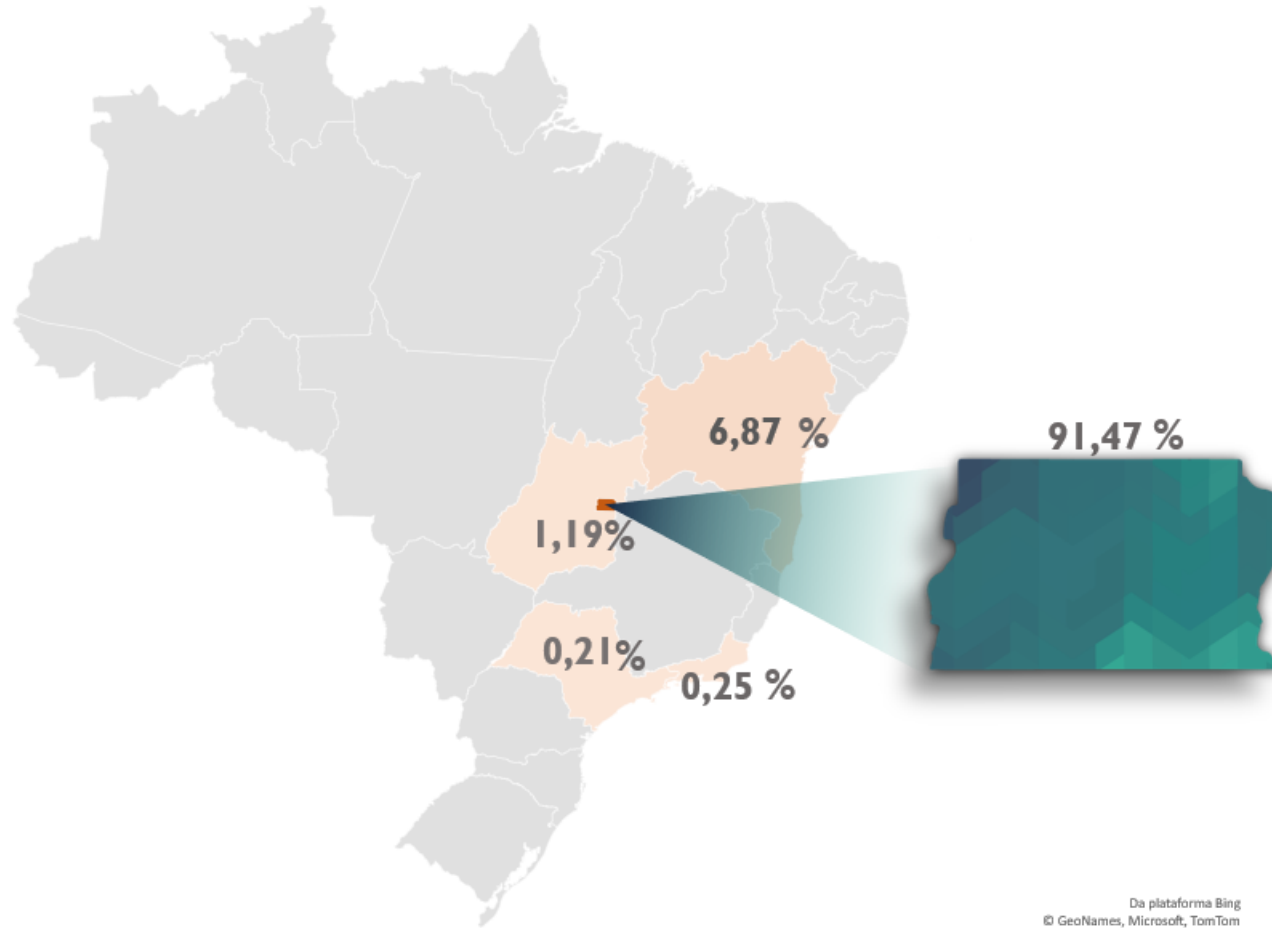 6,87 %
91,47 %
1,19%
0,21%
0,25 %
Da plataforma Bing
© GeoNames, Microsoft, TomTom